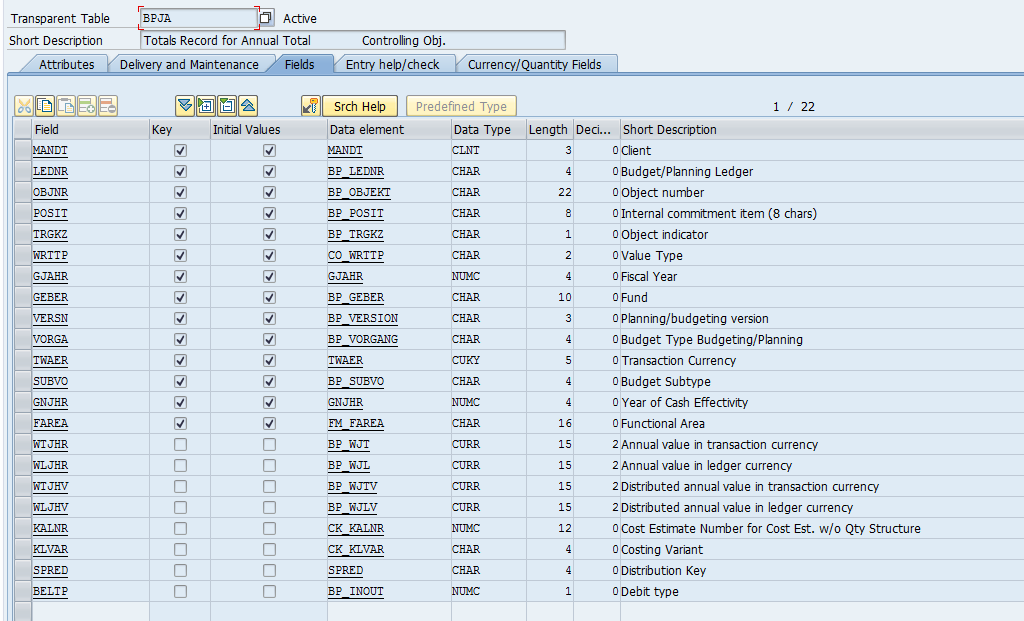 Transparent Table BPJA Active
Short Description Totals Record for Annual Total Controlling Obj.
Attributes Delivery and Maintenance Fields Entry help/check Currency/Quantity Fields
Srch Help Predefined Type 1 / 22
Field Key Initial Values Data element Data Type Length Deci... Short Description
MANDT MANDT CLNT 3 0 Client
LEDNR BP_LEDNR CHAR 4 0 Budget/Planning Ledger
OBJNR BP_OBJEKT CHAR 22 0 Object number
POSIT BP_POSIT CHAR 8 0 Internal commitment item (8 chars)
TRGKZ BP_TRGKZ CHAR 1 0 Object indicator
WRTTP CO_WRTTP CHAR 2 0 Value Type
GJAHR GJAHR NUMC 4 0 Fiscal Year
GEBER BP_GEBER CHAR 10 0 Fund
VERSN BP_VERSION CHAR 3 0 Planning/budgeting version
VORGA BP_VORGANG CHAR 4 0 Budget Type Budgeting/Planning
TWAER TWAER CUKY 5 0 Transaction Currency
SUBVO BP_SUBVO CHAR 4 0 Budget Subtype
GNJHR GNJHR NUMC 4 0 Year of Cash Effectivity
FAREA FM_FAREA CHAR 16 0 Functional Area
WTJHR BP_WJT CURR 15 2 Annual value in transaction currency
WLJHR BP_WJL CURR 15 2 Annual value in ledger currency
WTJHV BP_WJTV CURR 15 2 Distributed annual value in transaction currency
WLJHV BP_WJLV CURR 15 2 Distributed annual value in ledger currency
KALNR CK_KALNR NUMC 12 0 Cost Estimate Number for Cost Est. w/o Qty Structure
KLVAR CK_KLVAR CHAR 4 0 Costing Variant
SPRED SPRED CHAR 4 0 Distribution Key
BELTP BP_INOUT NUMC 1 0 Debit type